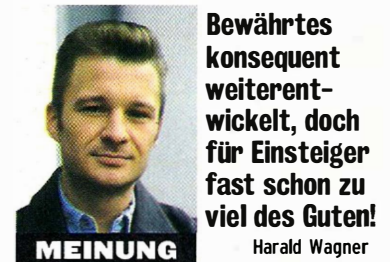 Bewährtes
konsequent
weiterent-
wickelt, doch
für Einsteiger
fast schon zu
viel des Guten!
Harald Wagner
MEINUNG